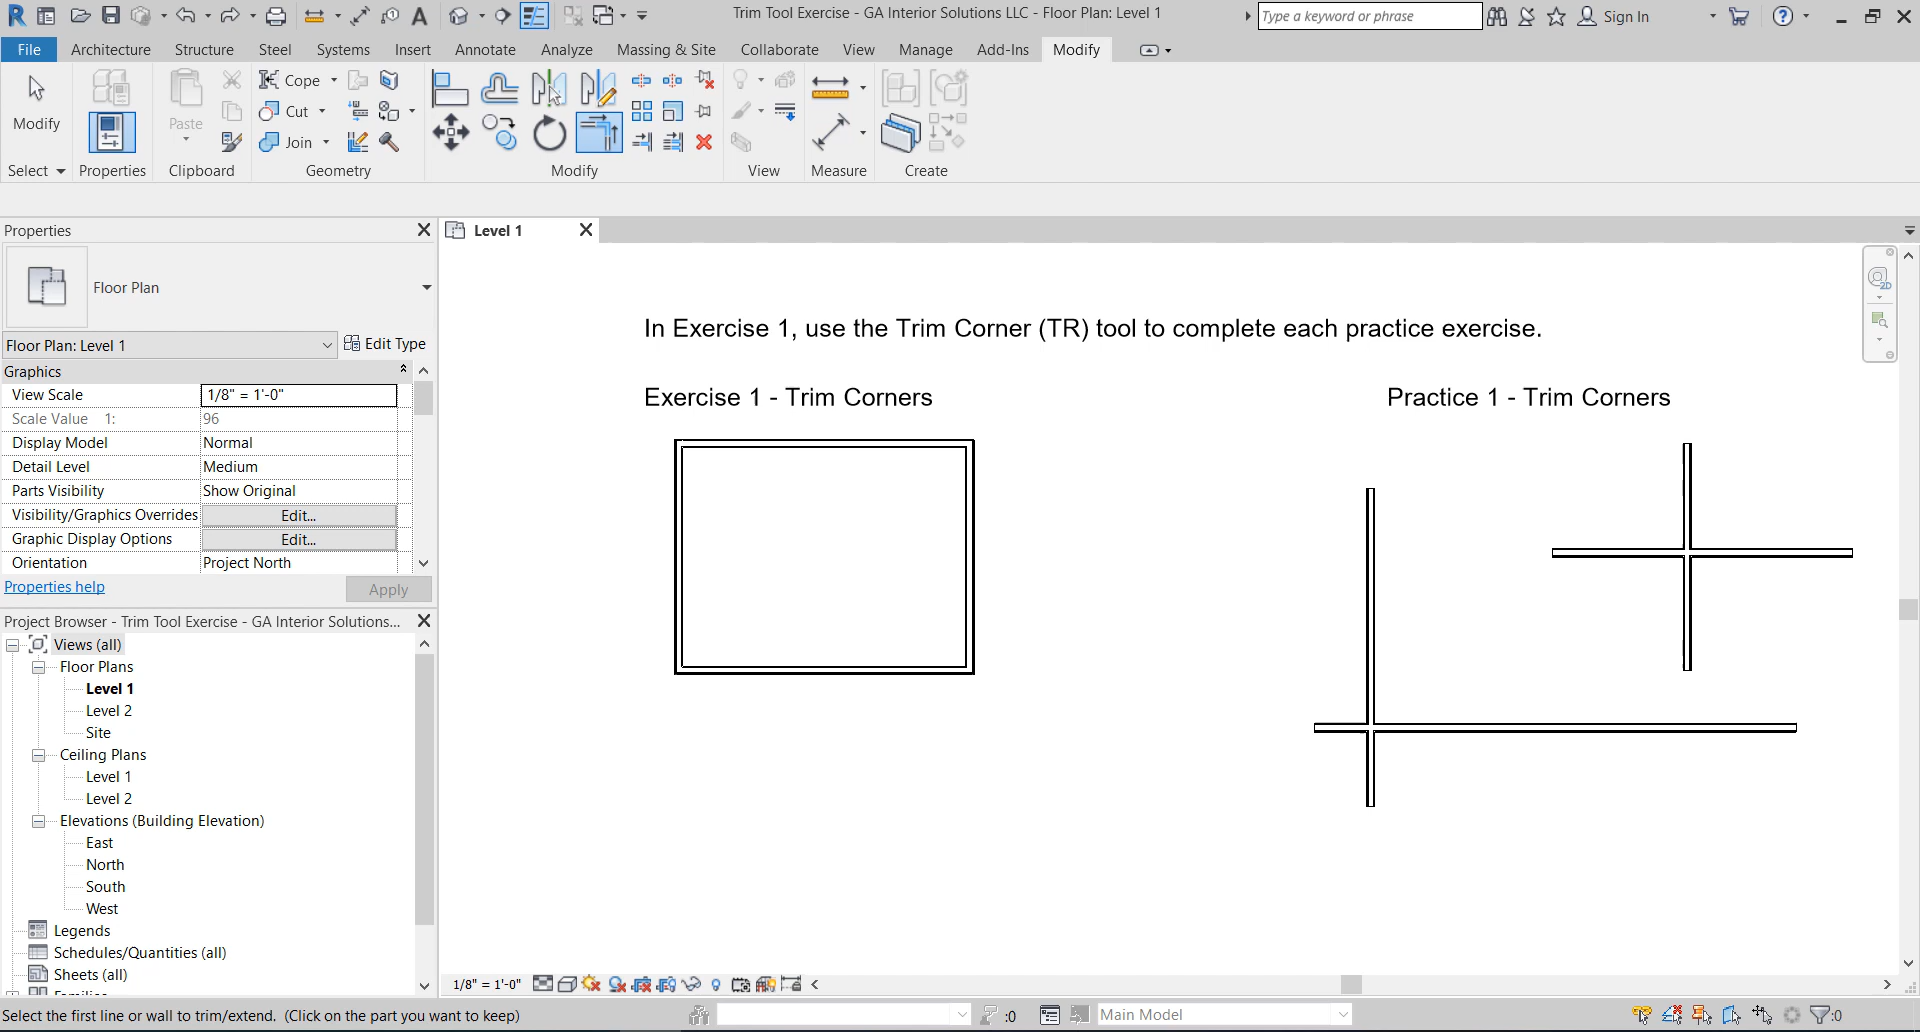 Trim Tool Exercise - GA Interior Solutions LLC - Floor Plan: Level 1
Type a keyword or phrase
Sign In
File
Architecture
Structure
Steel
Systems
Insert
Annotate
Analyze
Massing & Site
Collaborate
View
Manage
Add-Ins
Modify
Modify
Select
Properties
Paste
Clipboard
Cope
Cut
Join
Geometry
Modify
View
Measure
Create
Properties
Floor Plan
Floor Plan: Level 1
Edit Type
Graphics
View Scale 1/8" = 1'-0"
Scale Value 1: 96
Display Model Normal
Detail Level Medium
Parts Visibility Show Original
Visibility/Graphics Overrides Edit...
Graphic Display Options Edit...
Orientation Project North
Properties help
Apply
Project Browser - Trim Tool Exercise - GA Interior Solutions...
Views (all)
Floor Plans
Level 1
Level 2
Site
Ceiling Plans
Level 1
Level 2
Elevations (Building Elevation)
East
North
South
West
Legends
Schedules/Quantities (all)
Sheets (all)
Level 1
2D
In Exercise 1, use the Trim Corner (TR) tool to complete each practice exercise.
Exercise 1 - Trim Corners
Practice 1 - Trim Corners
1/8" = 1'-0"
Select the first line or wall to trim/extend. (Click on the part you want to keep)
:0
Main Model
:0